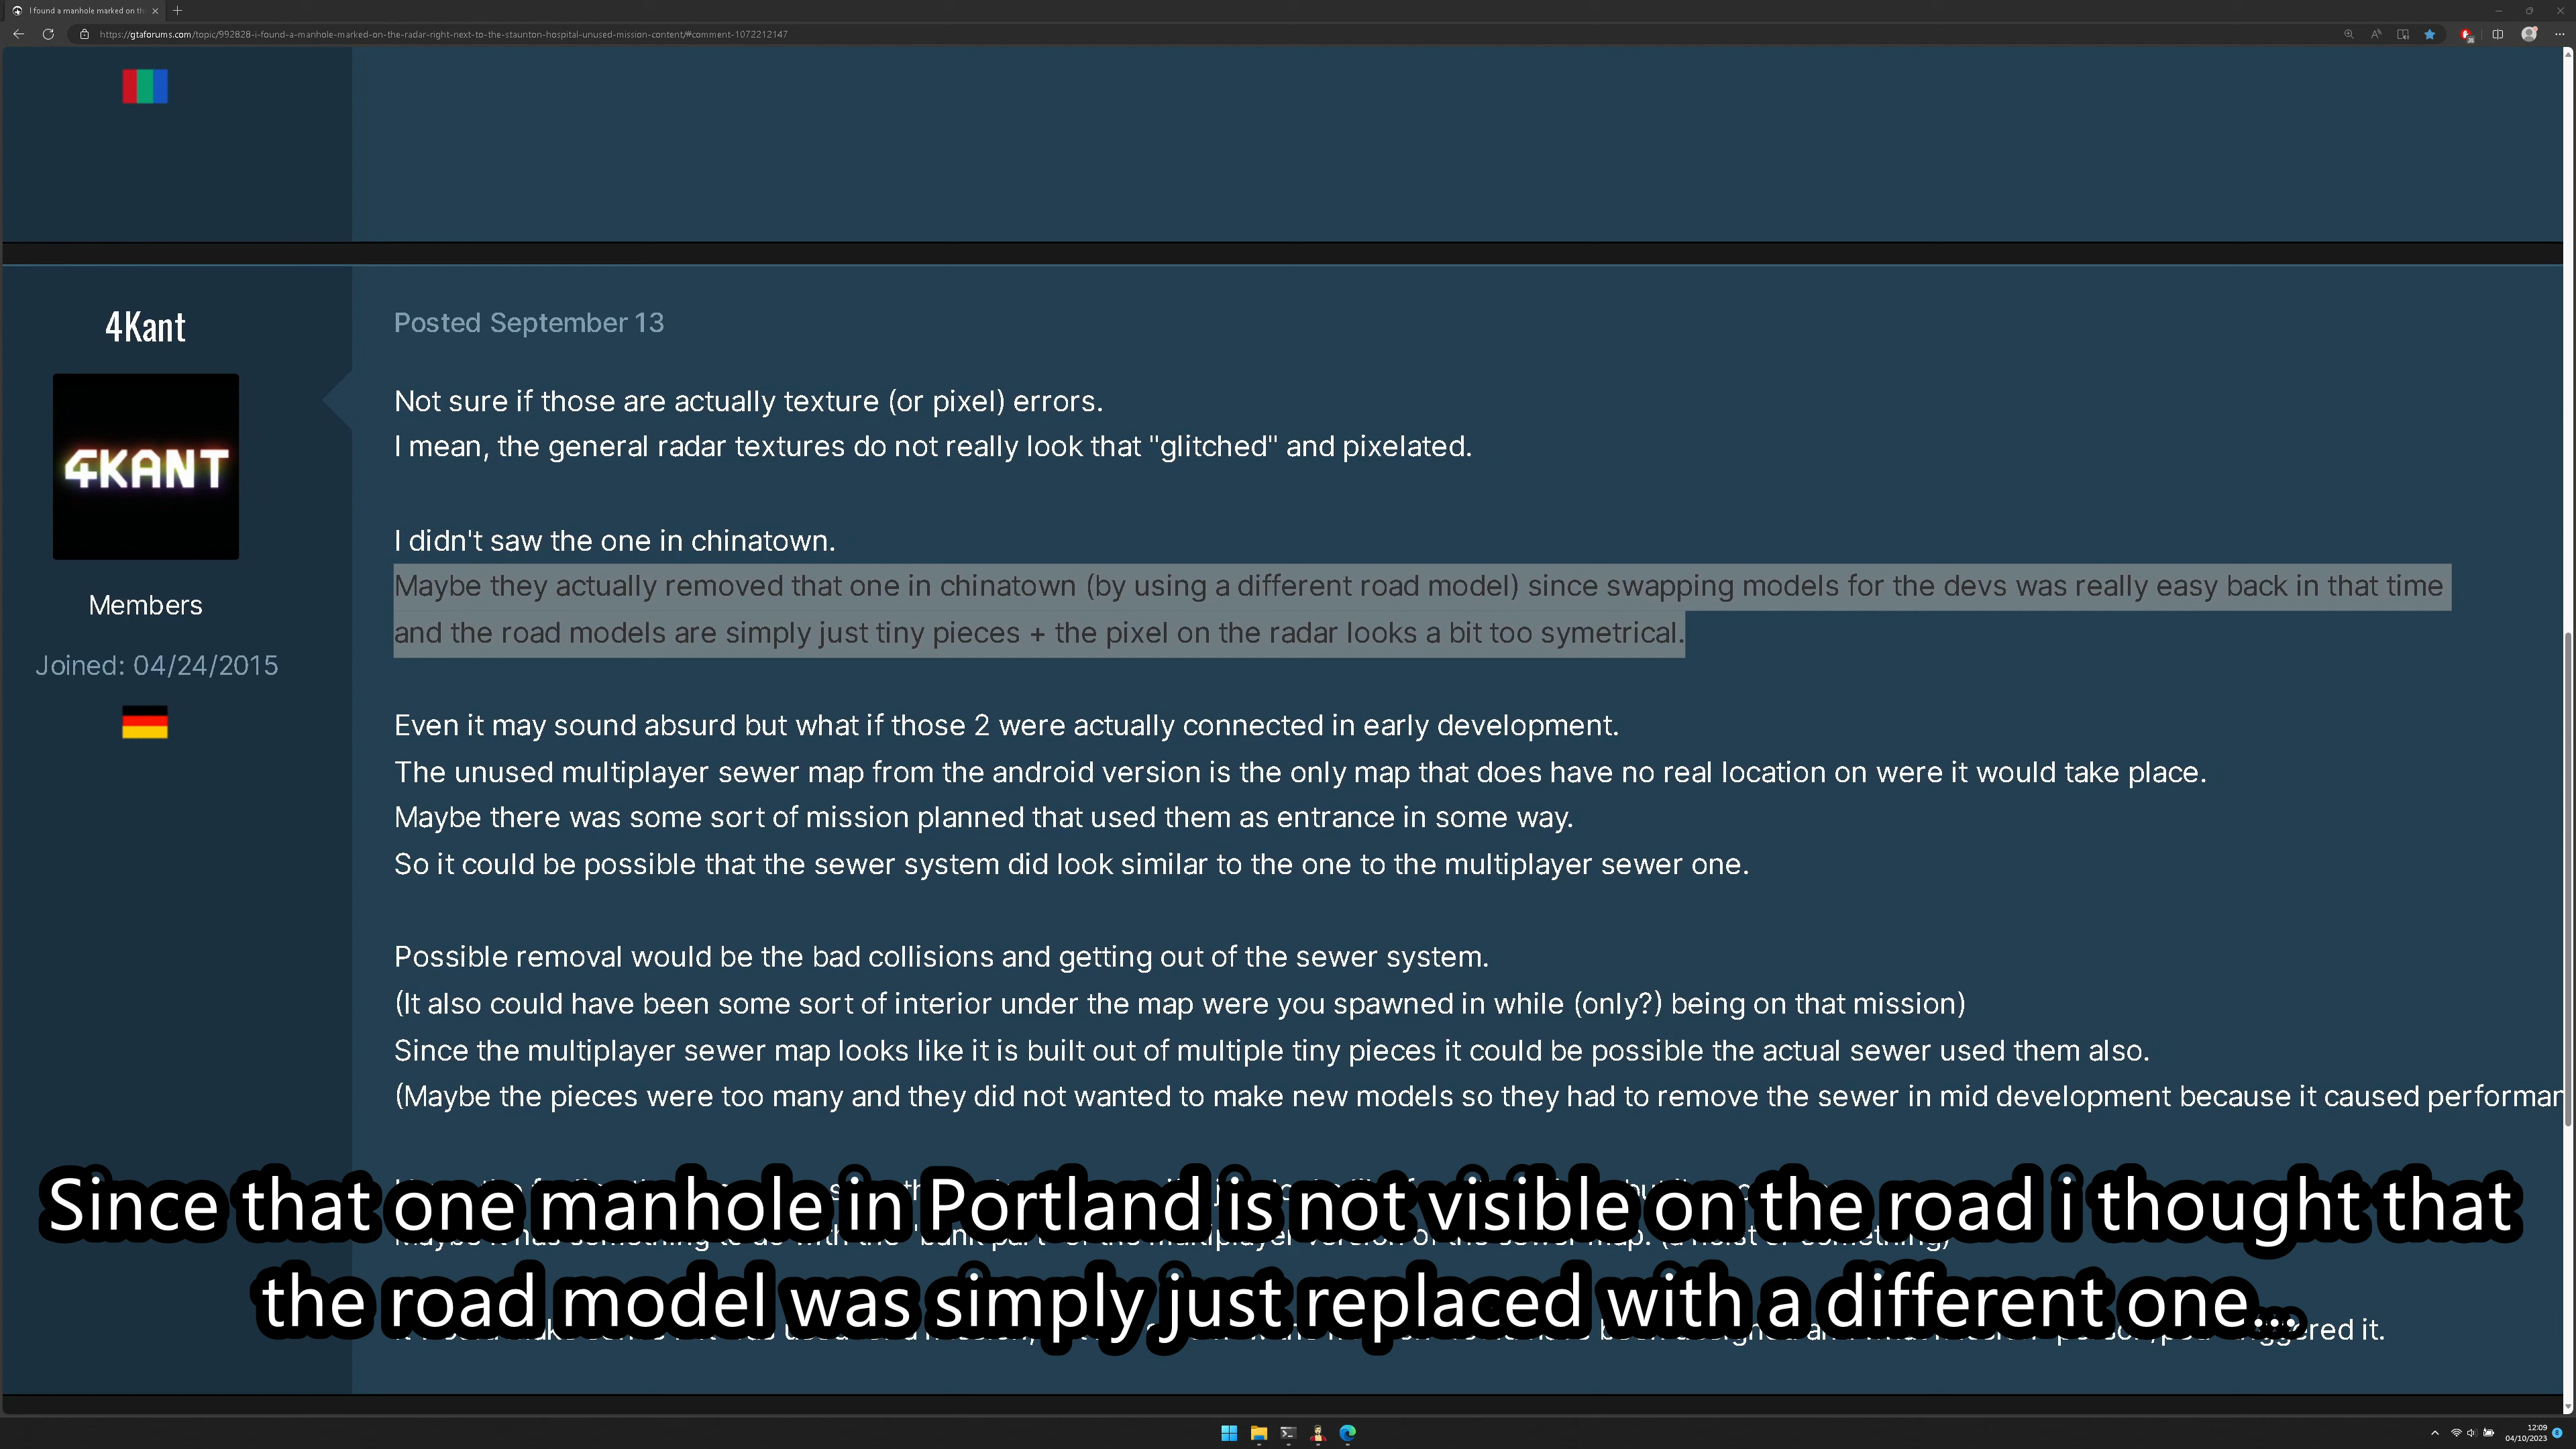 I found a manhole marked on th
https://gtaforums.com/topic/992828-i-found-a-manhole-marked-on-the-radar-right-next-to-the-staunton-hospital-unused-mission-content/#comment-1072212147
4Kant
4KANT
Members
Joined: 04/24/2015
Posted September 13
Not sure if those are actually texture (or pixel) errors.
I mean, the general radar textures do not really look that "glitched" and pixelated.
I didn't saw the one in chinatown.
Maybe they actually removed that one in chinatown (by using a different road model) since swapping models for the devs was really easy back in that time
and the road models are simply just tiny pieces + the pixel on the radar looks a bit too symetrical.
Even it may sound absurd but what if those 2 were actually connected in early development.
The unused multiplayer sewer map from the android version is the only map that does have no real location on were it would take place.
Maybe there was some sort of mission planned that used them as entrance in some way.
So it could be possible that the sewer system did look similar to the one to the multiplayer sewer one.
Possible removal would be the bad collisions and getting out of the sewer system.
(It also could have been some sort of interior under the map were you spawned in while (only?) being on that mission)
Since the multiplayer sewer map looks like it is built out of multiple tiny pieces it could be possible the actual sewer used them also.
(Maybe the pieces were too many and they did not wanted to make new models so they had to remove the sewer in mid development because it caused performan
Since that one manhole in Portland is not visible on the road i thought that
the road model was simply just replaced with a different one...
it.
12:09
04/10/2023